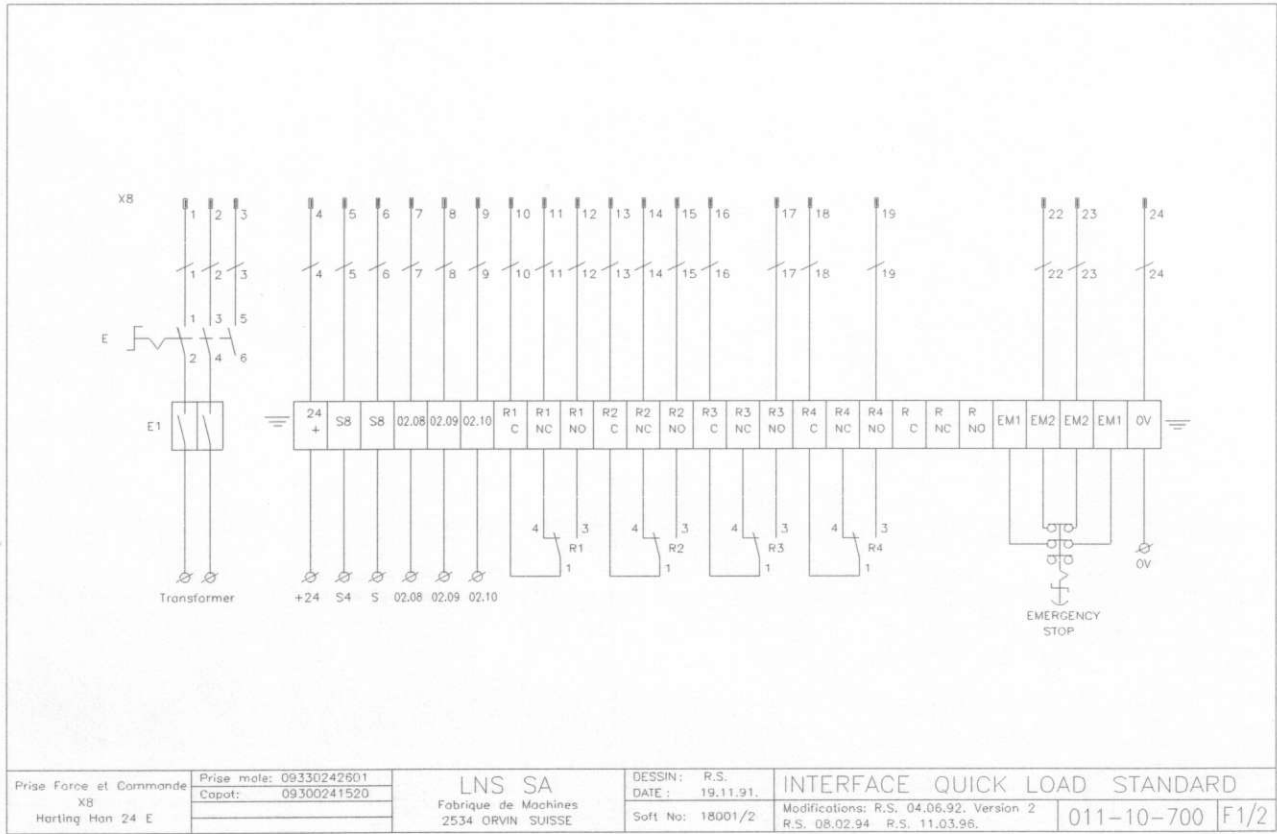 X8 1 2 3 4 5 6 7 8 9 10 11 12 13 14 15 16 17 18 19 22 23 24
1 2 3 4 5 6 7 8 9 10 11 12 13 14 15 16 17 18 19 22 23 24
1 3 5
E
2 4 6
E1
24 + S8 S8 02.08 02.09 02.10 R1 C R1 NC R1 NO R2 C R2 NC R2 NO R3 C R3 NC R3 NO R4 C R4 NC R4 NO R C R NC R NO EM1 EM2 EM2 EM1 0V
4 3 4 3 4 3 4 3
R1 R2 R3 R4
1 1 1 1
0V
Transformer +24 S4 S 02.08 02.09 02.10
EMERGENCY
STOP
Prise Force et Commande
X8
Harting Han 24 E
Prise mole: 09330242601
Capot: 09300241520
LNS SA
Fabrique de Machines
2534 ORVIN SUISSE
DESSIN: R.S.
DATE: 19.11.91.
Soft No: 18001/2
INTERFACE QUICK LOAD STANDARD
Modifications: R.S. 04.06.92. Version 2
R.S. 08.02.94 R.S. 11.03.96.
011-10-700
F1/2